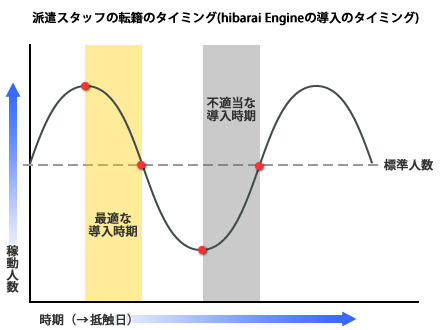 派遣スタッフの転籍のタイミング(hibarai Engineの導入のタイミング)
不適当な
導入時期
標準人数
最適な
導入時期
稼動人数
時期（→抵触日）